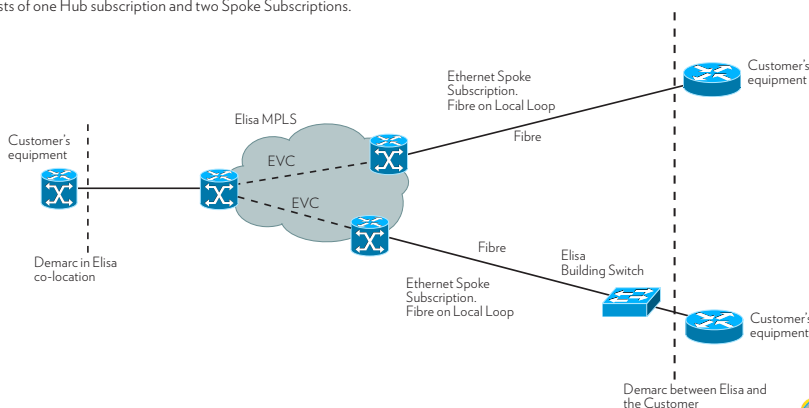 sts of one Hub subscription and two Spoke Subscriptions.
Ethernet Spoke
Subscription.
Fibre on Local Loop
Customer's
equipment
Fibre
Elisa MPLS
Customer's
equipment
EVC
EVC
Demarc in Elisa
co-location
Fibre
Elisa
Building Switch
Ethernet Spoke
Subscription.
Fibre on Local Loop
Customer's
equipment
Demarc between Elisa and
the Customer